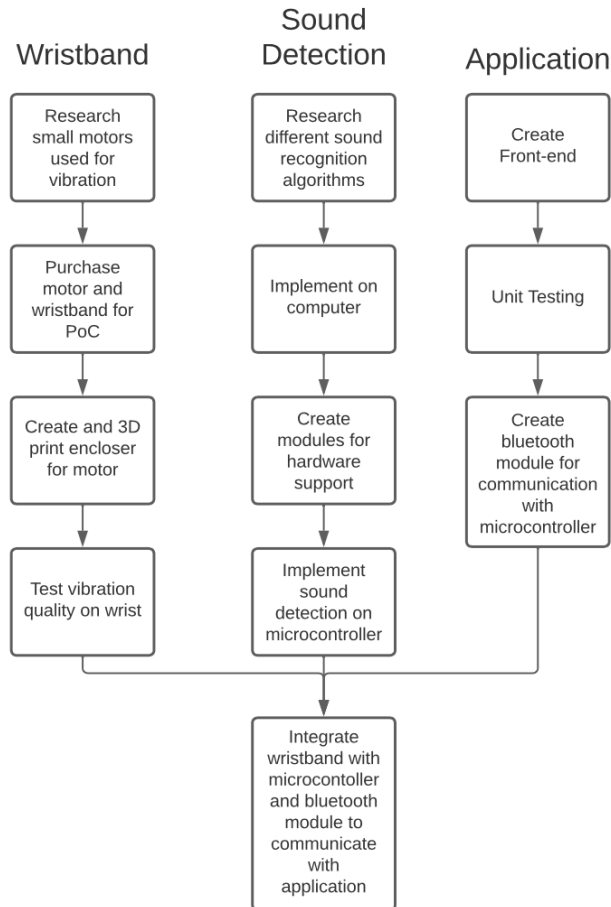 Wristband
Sound
Detection
Application
Research
small motors
used for
vibration
Research
different sound
recognition
algorithms
Create
Front-end
Purchase
motor and
wristband for
PoC
Implement on
computer
Unit Testing
Create and 3D
print encloser
for motor
Create
modules for
hardware
support
Create
bluetooth
module for
communication
with
microcontroller
Test vibration
quality on wrist
Implement
sound
detection on
microcontroller
Integrate
wristband with
microcontoller
and bluetooth
module to
communicate
with
application